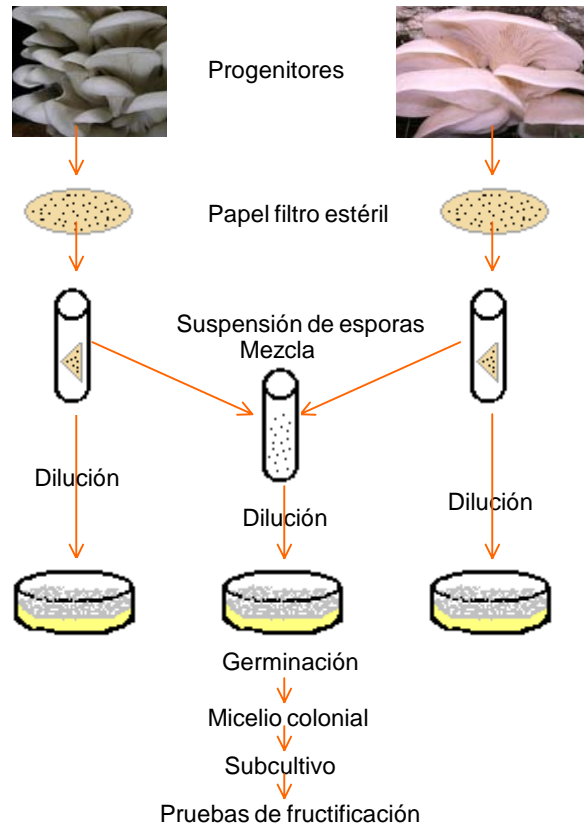 Progenitores
Papel filtro estéril
Suspensión de esporas
Mezcla
Dilución
Dilución
Dilución
Germinación
Micelio colonial
Subcultivo
Pruebas de fructificación